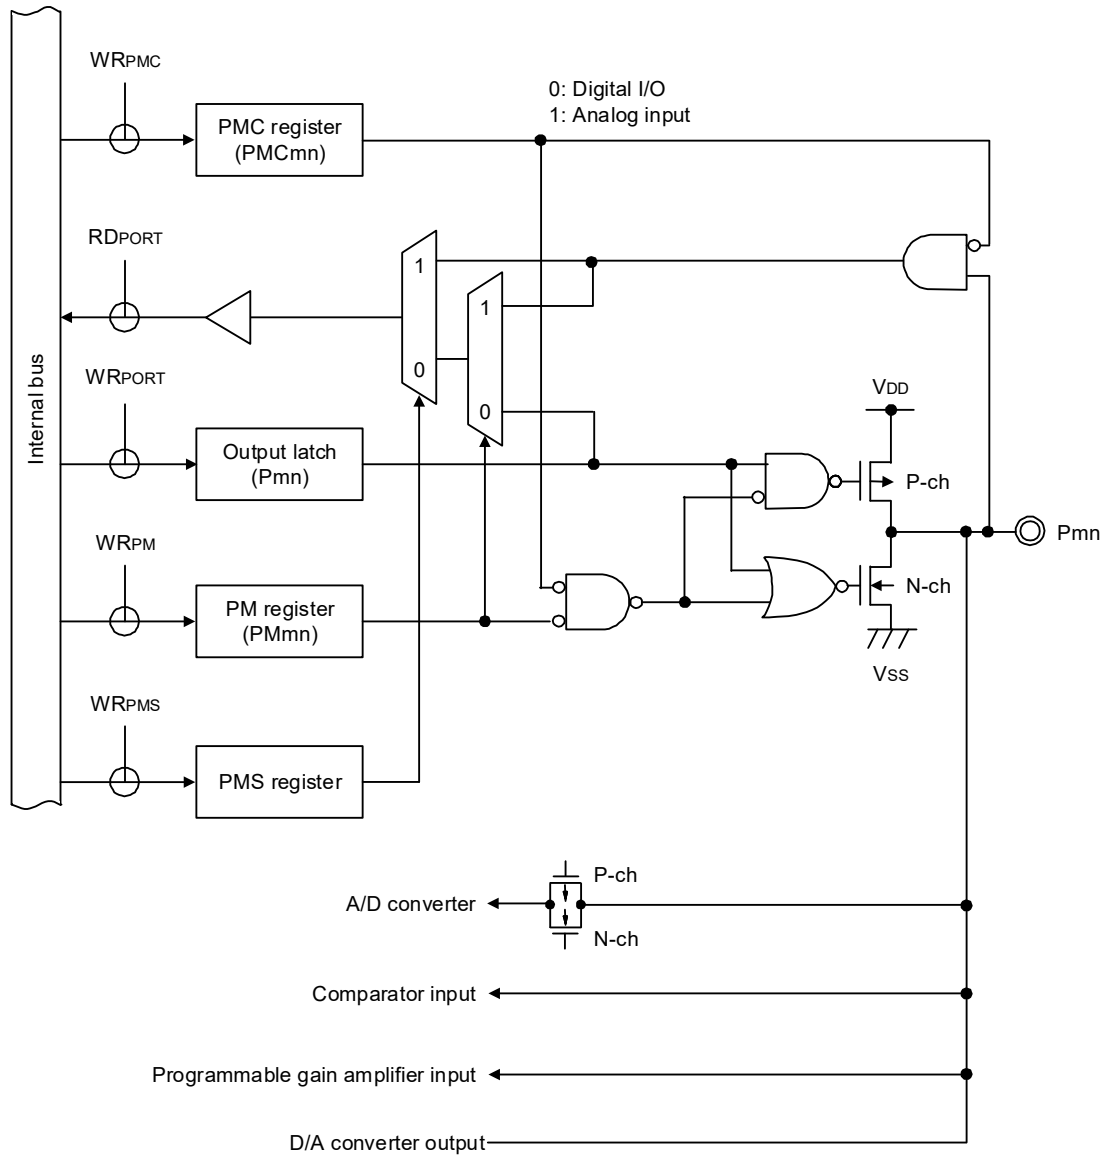 WRPMC
0: Digital I/O
1: Analog input
PMC register
(PMCmn)
RDPORT
1
1
0
0
Internal bus
WRPORT
Output latch
(Pmn)
VDD
P-ch
Pmn
WRPM
N-ch
PM register
(PMmn)
VSS
WRPMS
PMS register
P-ch
A/D converter
N-ch
Comparator input
Programmable gain amplifier input
D/A converter output